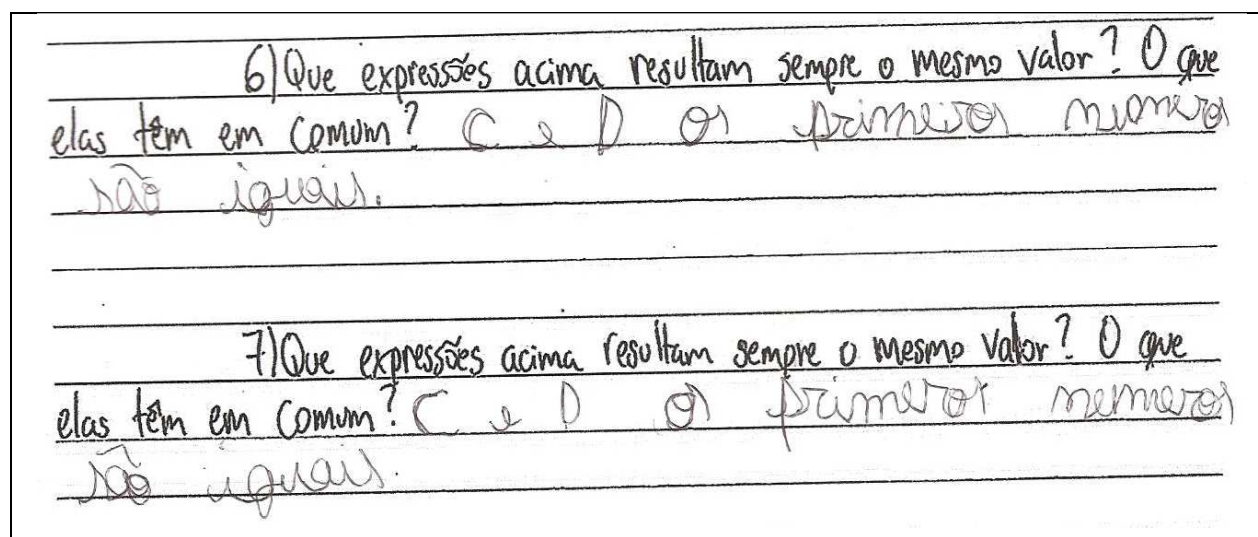 6) Que expressões acima resultam sempre o mesmo valor? O que
elas têm em comum? C e D os primeiros numeros
são iguais.
7) Que expressões acima resultam sempre o mesmo valor? O que
elas têm em comum? C e D os primeros numeros
são iguais.